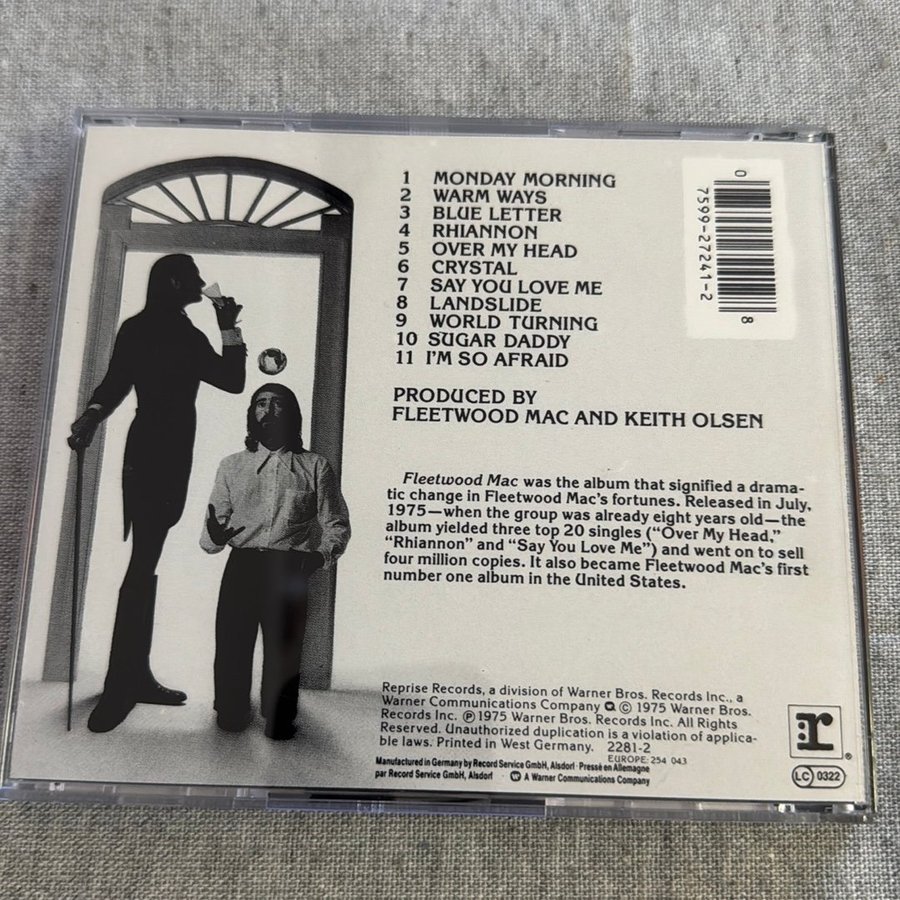 1 MONDAY MORNING
2 WARM WAYS
3 BLUE LETTER
4 RHIANNON
5 OVER MY HEAD
6 CRYSTAL
7 SAY YOU LOVE ME
8 LANDSLIDE
9 WORLD TURNING
10 SUGAR DADDY
11 I'M SO AFRAID
0
7599-27241-2
8
PRODUCED BY
FLEETWOOD MAC AND KEITH OLSEN
Fleetwood Mac was the album that signified a drama-
tic change in Fleetwood Mac's fortunes. Released in July,
1975—when the group was already eight years old—the
album yielded three top 20 singles ("Over My Head,"
"Rhiannon" and "Say You Love Me") and went on to sell
four million copies. It also became Fleetwood Mac's first
number one album in the United States.
Reprise Records, a division of Warner Bros. Records Inc., a
Warner Communications Company © 1975 Warner Bros.
Records Inc. ℗ 1975 Warner Bros. Records Inc. All Rights
Reserved. Unauthorized duplication is a violation of applica-
ble laws. Printed in West Germany. 2281-2
EUROPE: 254 043
Manufactured in Germany by Record Service GmbH, Alsdorf · Pressé en Allemagne
par Record Service GmbH, Alsdorf · A Warner Communications Company
r ®
LC 0322